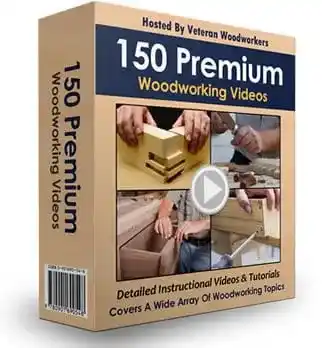 Hosted By Veteran Woodworkers
150 Premium
Woodworking Videos
Detailed Instructional Videos & Tutorials
Covers A Wide Array Of Woodworking Topics
150 Premium
Woodworking Videos